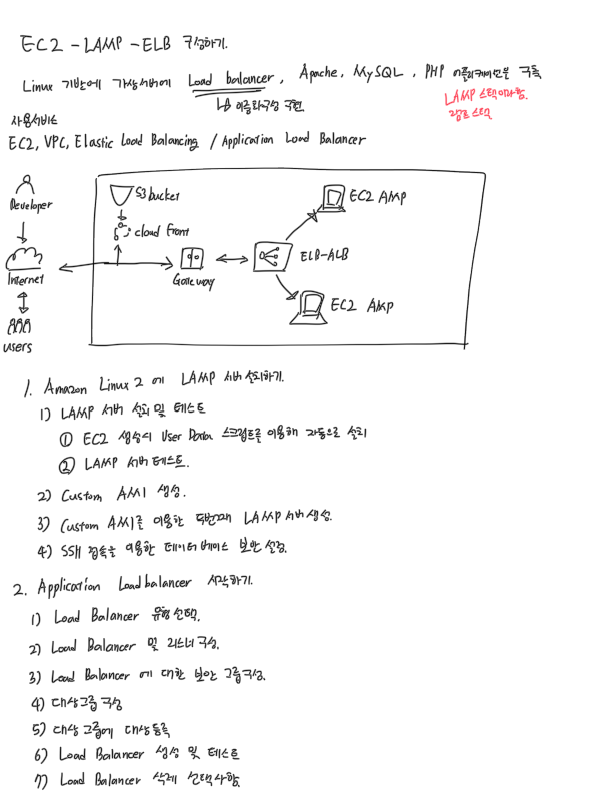 EC2 - LAMP - ELB 구성하기.
Linux 기반에 가상서버에 Load balancer, Apache, MySQL, PHP 어플리케이션을 구축
↳ 이중화구성 구현
LAMP 스택이라함.
사용서비스
EC2, VPC, Elastic Load Balancing / Application Load Balancer
Developer
Internet
users
S3 bucket
cloud front
Gateway
ELB-ALB
EC2 AMP
EC2 AMP
1. Amazon Linux 2 에 LAMP 서버 설치하기.
1) LAMP 서버 설치 및 테스트
① EC2 생성시 User Data 스크립트를 이용해 자동으로 설치
② LAMP 서버 테스트.
2) Custom AMI 생성.
3) Custom AMI를 이용한 두번째 LAMP 서버 생성.
4) SSH 접속을 이용한 데이터베이스 보안 설정.
2. Application Loadbalancer 시작하기.
1) Load Balancer 유형 선택.
2) Load Balancer 및 리스너 구성.
3) Load Balancer 에 대한 보안 그룹구성.
4) 대상그룹 구성
5) 대상 그룹에 대상등록
6) Load Balancer 생성 및 테스트
7) Load Balancer 삭제 선택사항.